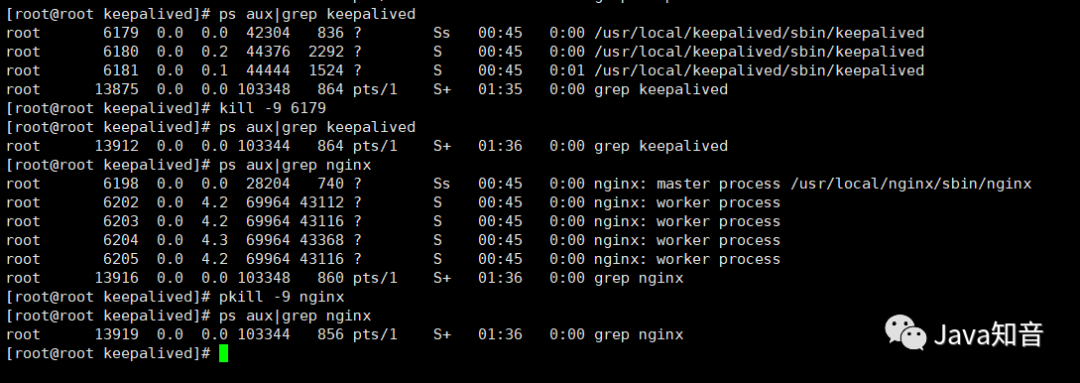 [root@root keepalived]# ps aux|grep keepalived
root 6179 0.0 0.0 42304 836 ? Ss 00:45 0:00 /usr/local/keepalived/sbin/keepalived
root 6180 0.0 0.2 44376 2292 ? S 00:45 0:00 /usr/local/keepalived/sbin/keepalived
root 6181 0.0 0.1 44444 1524 ? S 00:45 0:01 /usr/local/keepalived/sbin/keepalived
root 13875 0.0 0.0 103348 864 pts/1 S+ 01:35 0:00 grep keepalived
[root@root keepalived]# kill -9 6179
[root@root keepalived]# ps aux|grep keepalived
root 13912 0.0 0.0 103344 864 pts/1 S+ 01:36 0:00 grep keepalived
[root@root keepalived]# ps aux|grep nginx
root 6198 0.0 0.0 28204 740 ? Ss 00:45 0:00 nginx: master process /usr/local/nginx/sbin/nginx
root 6202 0.0 4.2 69964 43112 ? S 00:45 0:00 nginx: worker process
root 6203 0.0 4.2 69964 43116 ? S 00:45 0:00 nginx: worker process
root 6204 0.0 4.3 69964 43368 ? S 00:45 0:00 nginx: worker process
root 6205 0.0 4.2 69964 43116 ? S 00:45 0:00 nginx: worker process
root 13916 0.0 0.0 103348 860 pts/1 S+ 01:36 0:00 grep nginx
[root@root keepalived]# pkill -9 nginx
[root@root keepalived]# ps aux|grep nginx
root 13919 0.0 0.0 103344 856 pts/1 S+ 01:36 0:00 grep nginx
[root@root keepalived]#
Java知音